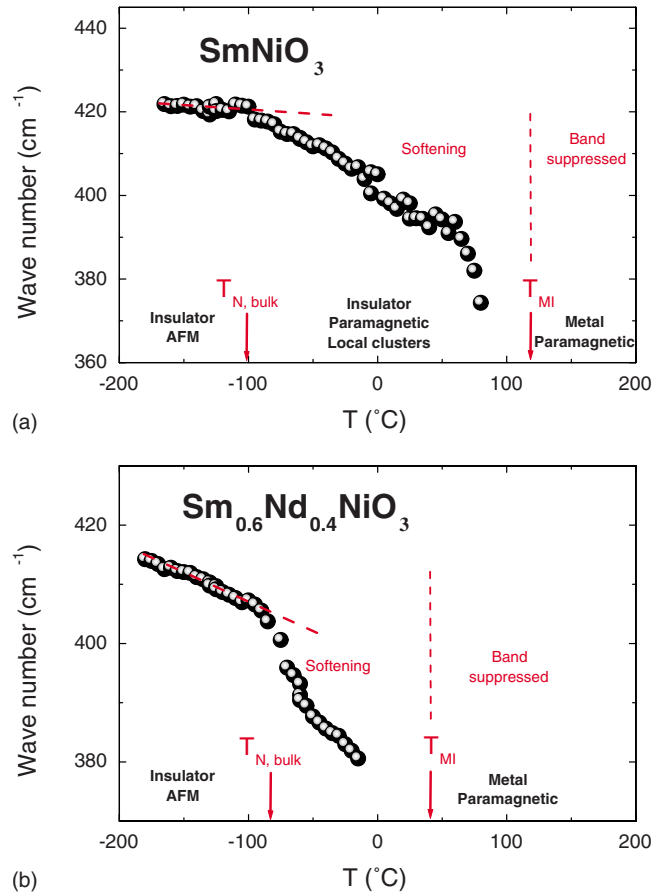 SmNiO3
Wave number (cm-1)
440
420
400
380
360
Softening
Band
suppressed
TN, bulk
TMI
Insulator
AFM
Insulator
Paramagnetic
Local clusters
Metal
Paramagnetic
-200 -100 0 100 200
(a)
T (°C)
Sm0.6Nd0.4NiO3
Wave number (cm-1)
420
400
380
Softening
Band
suppressed
TN, bulk
TMI
Insulator
AFM
Metal
Paramagnetic
-200 -100 0 100 200
(b)
T (°C)